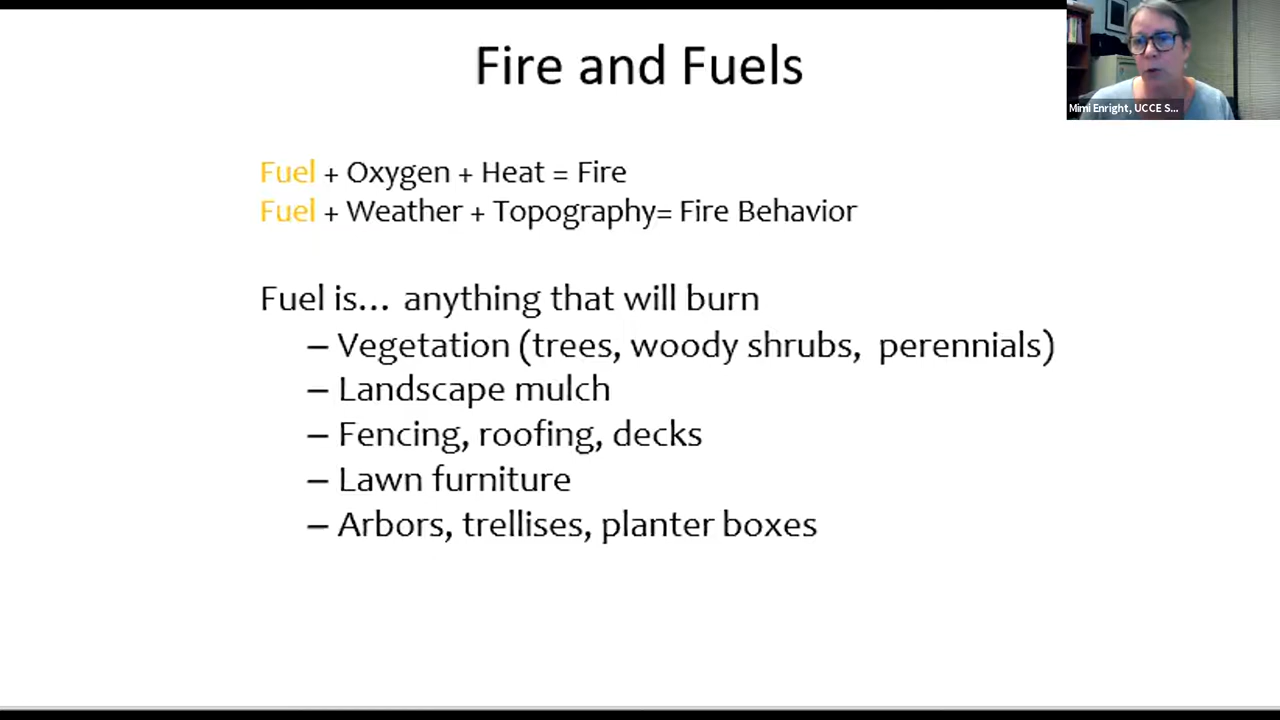 Fire and Fuels
Mimi Enright, UCCE S...
Fuel + Oxygen + Heat = Fire
Fuel + Weather + Topography= Fire Behavior
Fuel is... anything that will burn
– Vegetation (trees, woody shrubs, perennials)
– Landscape mulch
– Fencing, roofing, decks
– Lawn furniture
– Arbors, trellises, planter boxes